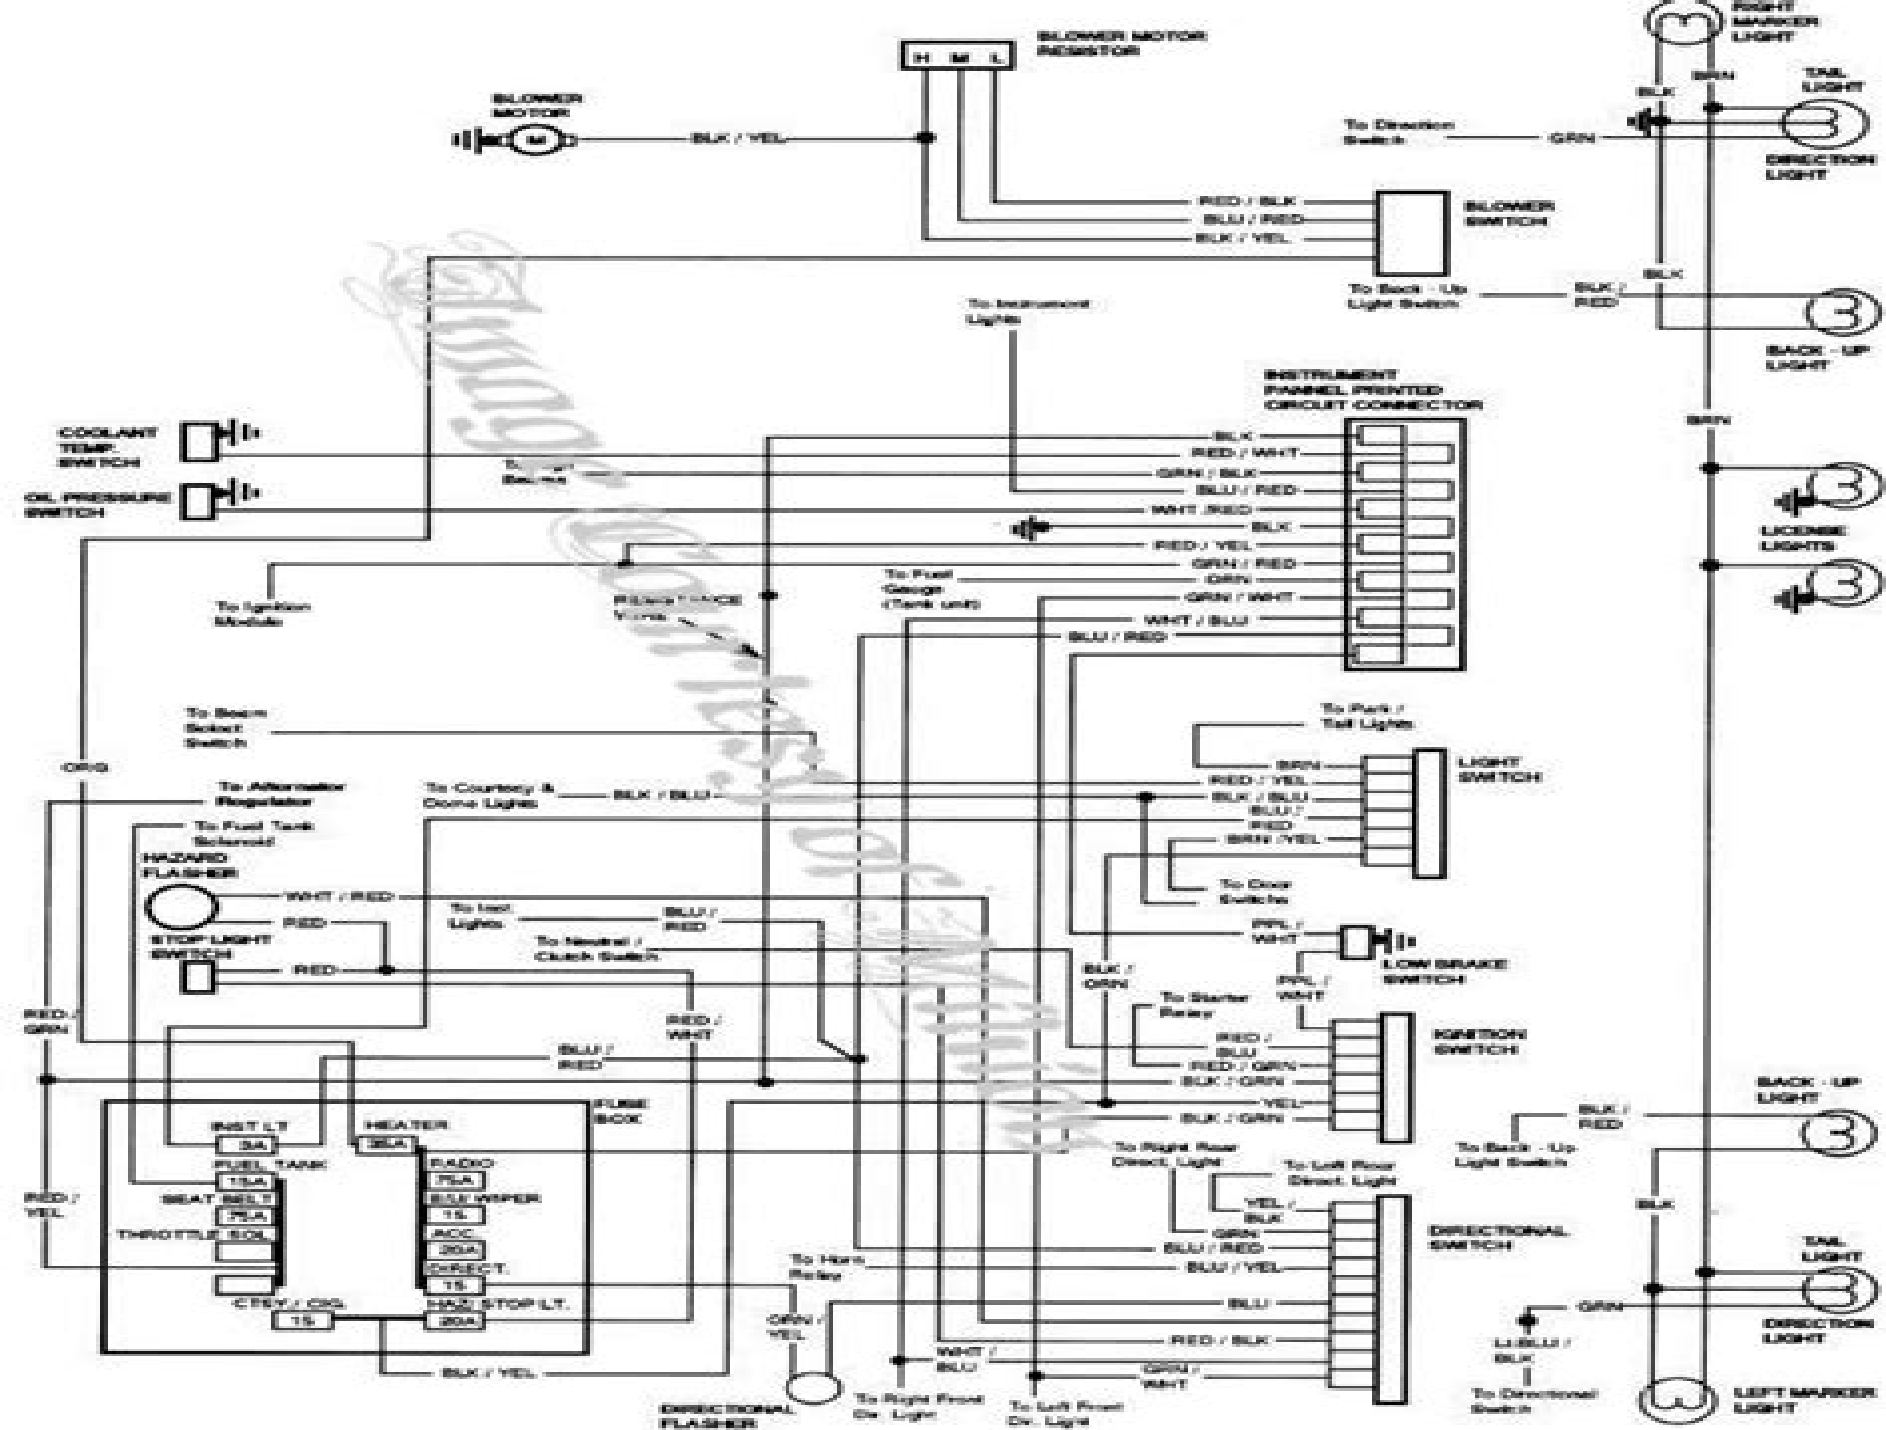 RIGHT
MARKER
LIGHT
BLOWER MOTOR
RESISTOR
H M L
BRN
BLK
TAIL
LIGHT
BLOWER
MOTOR
M
BLK / YEL
To Direction
Switch
GRN
DIRECTION
LIGHT
RED / BLK
BLU / RED
BLK / YEL
BLOWER
SWITCH
BLK
To Back - Up
Light Switch
BLK /
RED
To Instrument
Lights
BACK - UP
LIGHT
INSTRUMENT
PANNEL PRINTED
CIRCUIT CONNECTOR
BRN
COOLANT
TEMP.
SWITCH
BLK
RED / WHT
GRN / BLK
BLU / RED
OIL PRESSURE
SWITCH
WHT / RED
BLK
RED / YEL
GRN / RED
LICENSE
LIGHTS
To Fuel
Gauge
(Tank unit)
GRN
GRN / WHT
To Ignition
Module
WHT / BLU
BLU / RED
To Beam
Select
Switch
To Park /
Tail Lights
ORG
BRN
RED / YEL
BLK / BLU
BLU /
RED
BRN / YEL
LIGHT
SWITCH
To Alternator
Regulator
To Courtesy &
Dome Lights
BLK / BLU
To Fuel Tank
Solenoid
HAZARD
FLASHER
WHT / RED
RED
To Door
Switchs
To Inst.
Lights
BLU /
RED
PPL /
WHT
STOP LIGHT
SWITCH
RED
To Neutral /
Clutch Switch
LOW BRAKE
SWITCH
BLK /
GRN
PPL /
WHT
To Starter
Relay
RED /
GRN
RED /
WHT
RED /
BLU
RED / GRN
BLK / GRN
YEL
BLK / GRN
IGNITION
SWITCH
BLU /
RED
BACK - UP
LIGHT
BLK /
RED
To Back - Up
Light Switch
FUSE
BOX
INST LT
3A
HEATER
25A
FUEL TANK
15A
RADIO
SEAT BELT
WIPER
15
THROTTLE SOL
ACC.
20A
DIRECT.
15
CTSY / CIG.
15
HAZ/ STOP LT.
20A
RED /
YEL
BLK / YEL
To Right Rear
Direct. Light
To Left Rear
Direct. Light
YEL /
BLK
GRN
BLU / RED
BLU / YEL
BLU
RED / BLK
WHT /
BLU
GRN /
WHT
DIRECTIONAL
SWITCH
To Horn
Relay
DIRECTIONAL
FLASHER
To Right Front
Dir. Light
To Left Front
Dir. Light
BLK
TAIL
LIGHT
GRN
DIRECTION
LIGHT
Lt.BLU /
BLK
To Directional
Switch
LEFT MARKER
LIGHT